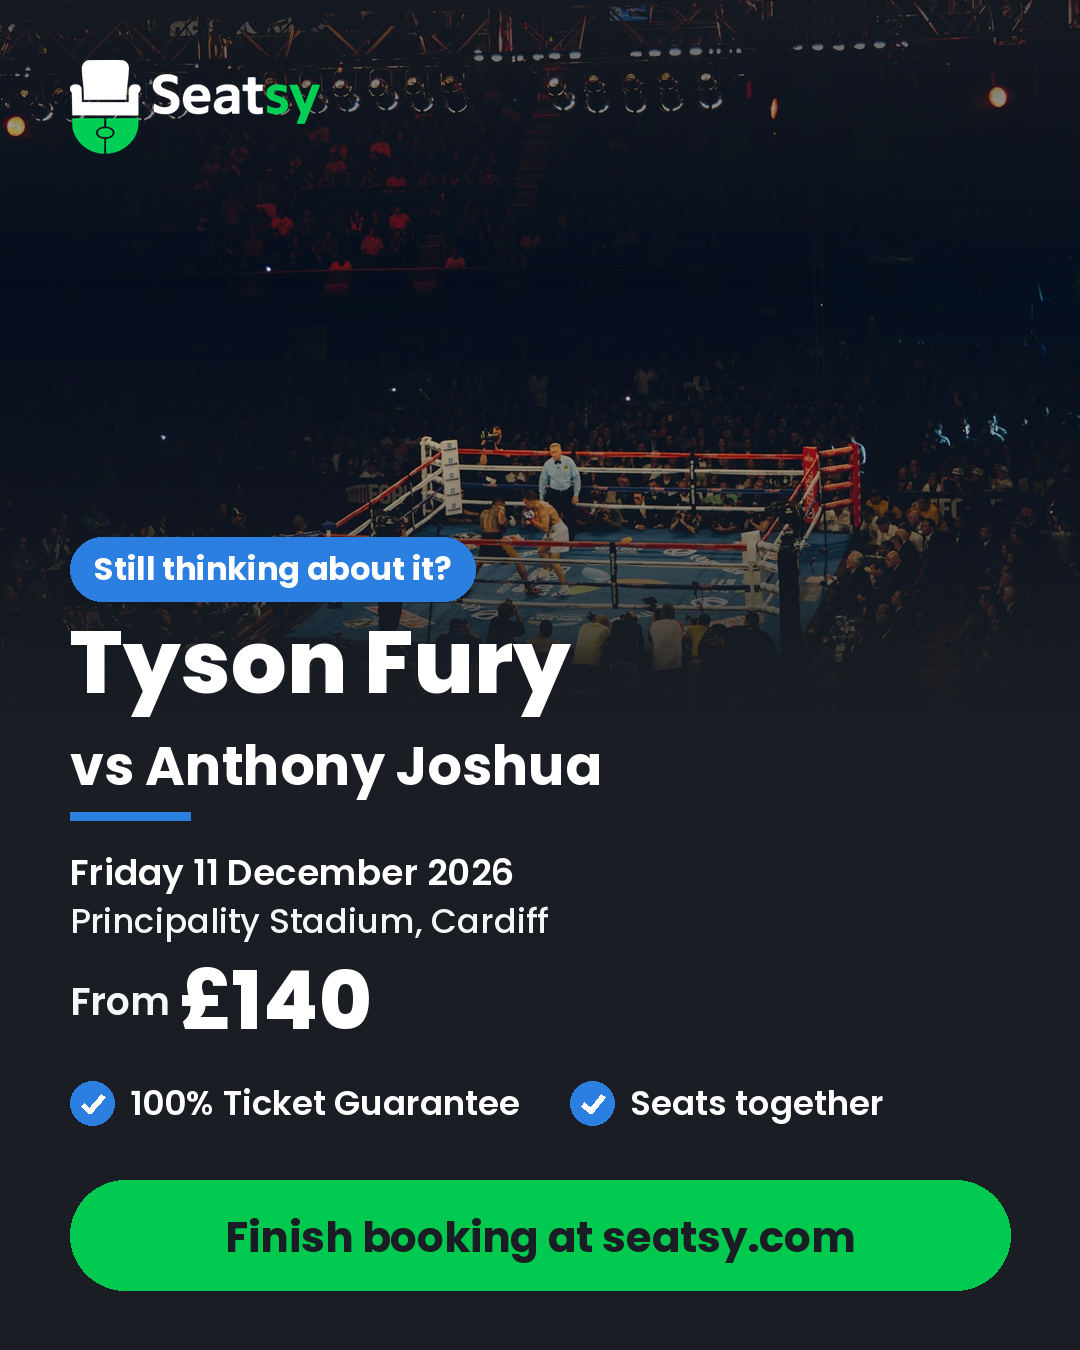 Seatsy
Still thinking about it?
Tyson Fury
vs Anthony Joshua
Friday 11 December 2026
Principality Stadium, Cardiff
From £140
100% Ticket Guarantee
Seats together
Finish booking at seatsy.com